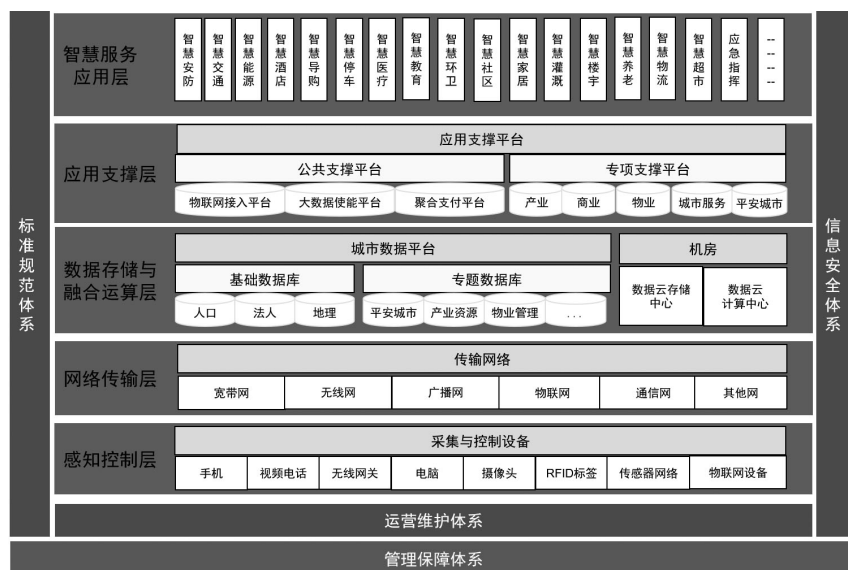 标准规范体系
智慧服务
应用层
智慧安防
智慧交通
智慧能源
智慧酒店
智慧导购
智慧停车
智慧医疗
智慧教育
智慧环卫
智慧社区
智慧家居
智慧灌溉
智慧楼宇
智慧养老
智慧物流
智慧超市
应急指挥
--
--
--
--
应用支撑层
应用支撑平台
公共支撑平台
专项支撑平台
物联网接入平台
大数据使能平台
聚合支付平台
产业
商业
物业
城市服务
平安城市
数据存储与
融合运算层
城市数据平台
机房
基础数据库
专题数据库
人口
法人
地理
平安城市
产业资源
物业管理
...
数据云存储
中心
数据云
计算中心
网络传输层
传输网络
宽带网
无线网
广播网
物联网
通信网
其他网
感知控制层
采集与控制设备
手机
视频电话
无线网关
电脑
摄像头
RFID标签
传感器网络
物联网设备
信息安全体系
运营维护体系
管理保障体系